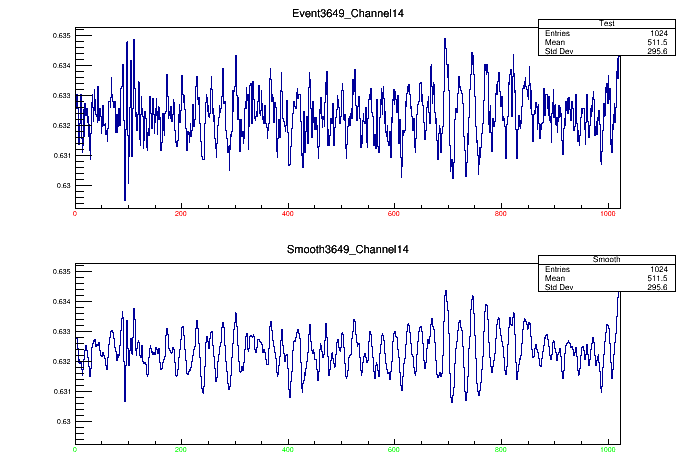 Event3649_Channel14
Test
Entries 1024
Mean 511.5
Std Dev 295.6
0.635
0.634
0.633
0.632
0.631
0.63
0 200 400 600 800 1000
Smooth3649_Channel14
Smooth
Entries 1024
Mean 511.5
Std Dev 295.6
0.635
0.634
0.633
0.632
0.631
0.63
0 200 400 600 800 1000